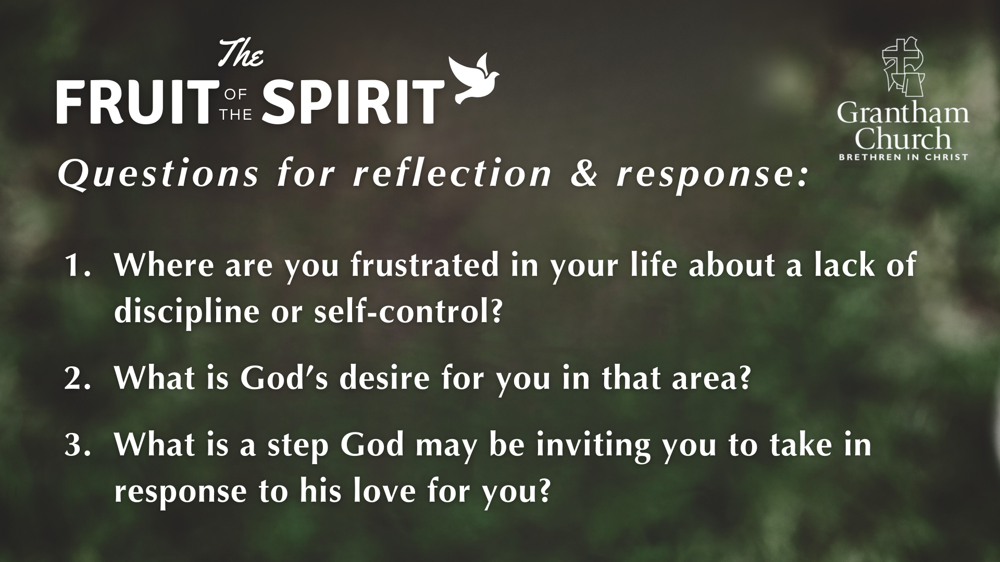 The
FRUIT OF THE SPIRIT
Grantham
Church
BRETHREN IN CHRIST
Questions for reflection & response:
1. Where are you frustrated in your life about a lack of
discipline or self-control?
2. What is God’s desire for you in that area?
3. What is a step God may be inviting you to take in
response to his love for you?